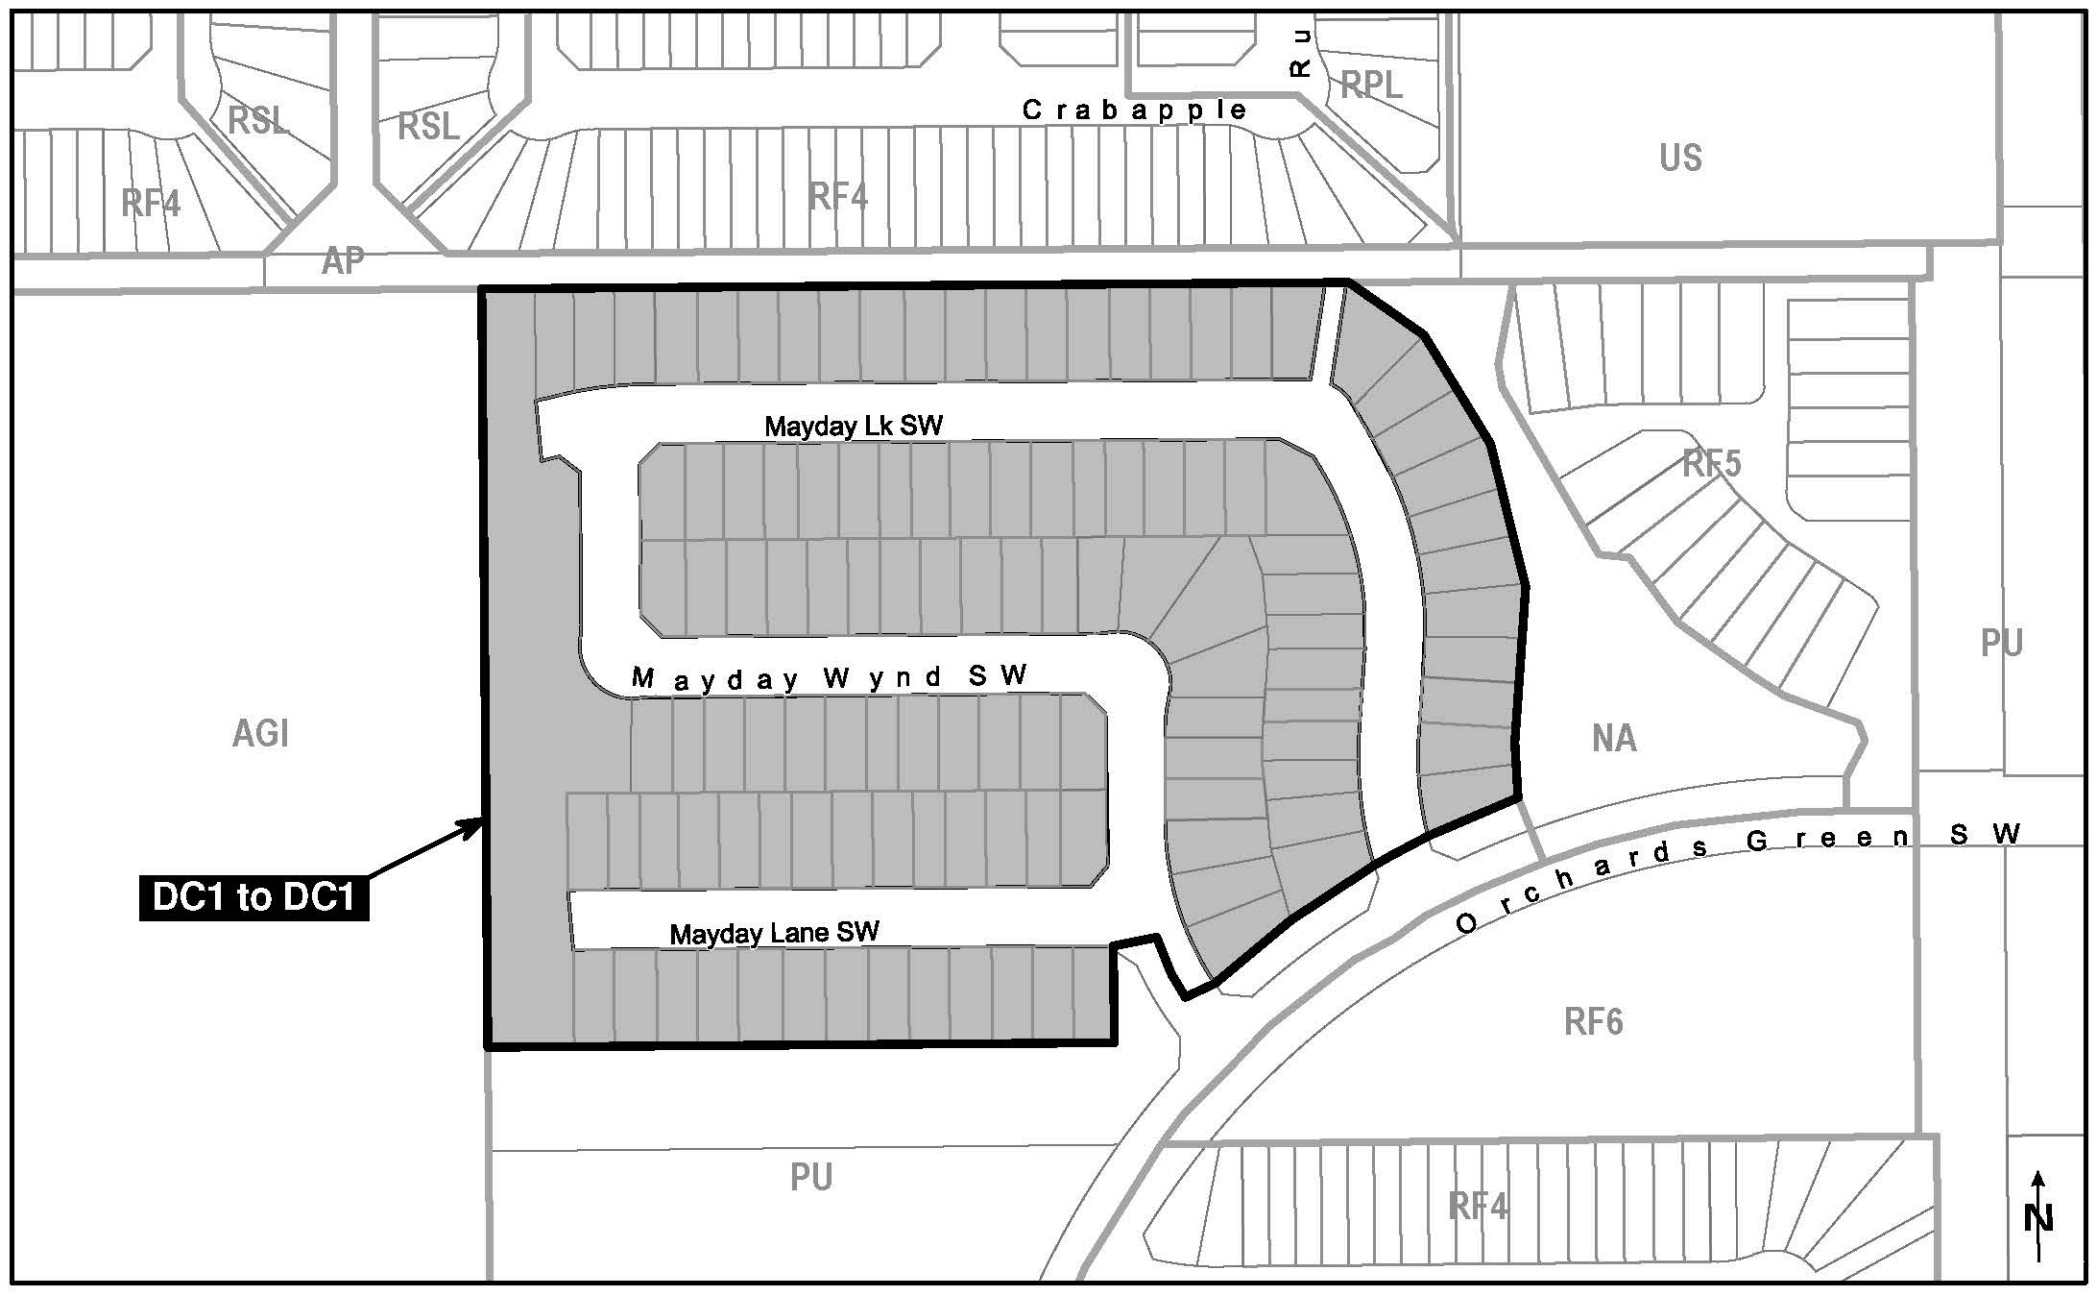 Ru
RPL
RSL
RSL
Crabapple
US
RF4
RF4
AP
Mayday Lk SW
RF5
PU
Mayday Wynd SW
AGI
NA
Orchards Green SW
DC1 to DC1
Mayday Lane SW
RF6
PU
RF4
N